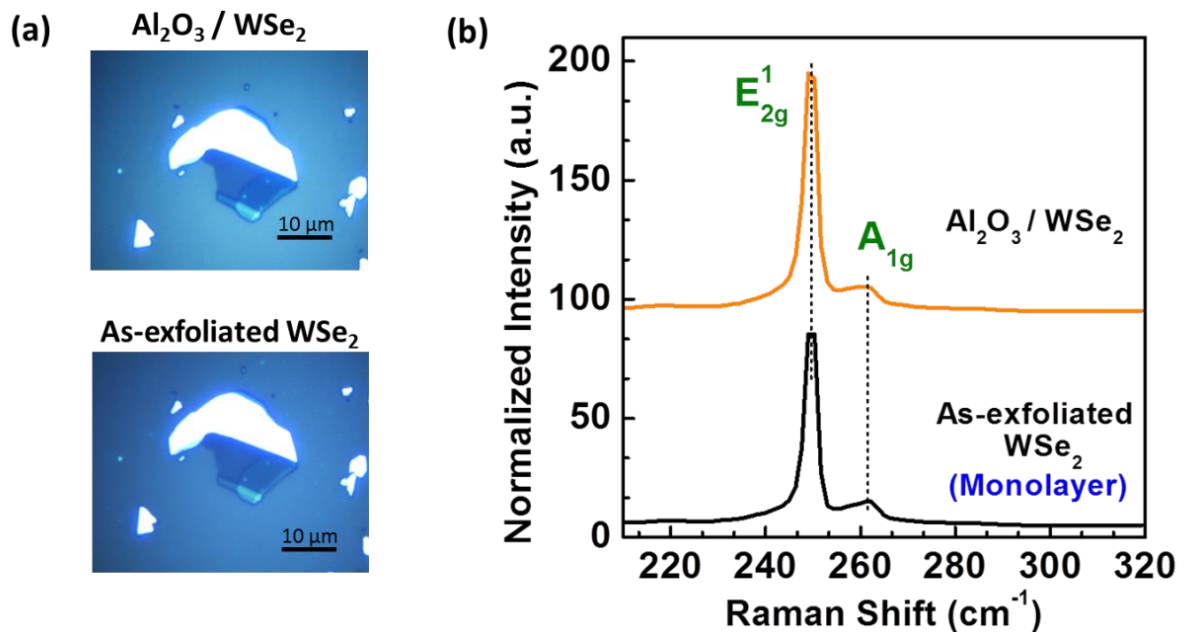 (a)
Al₂O₃ / WSe₂
10 µm
As-exfoliated WSe₂
10 µm
(b)
Normalized Intensity (a.u.)
200
150
100
50
0
E¹₂g
A₁g
Al₂O₃ / WSe₂
As-exfoliated
WSe₂
(Monolayer)
220 240 260 280 300 320
Raman Shift (cm⁻¹)